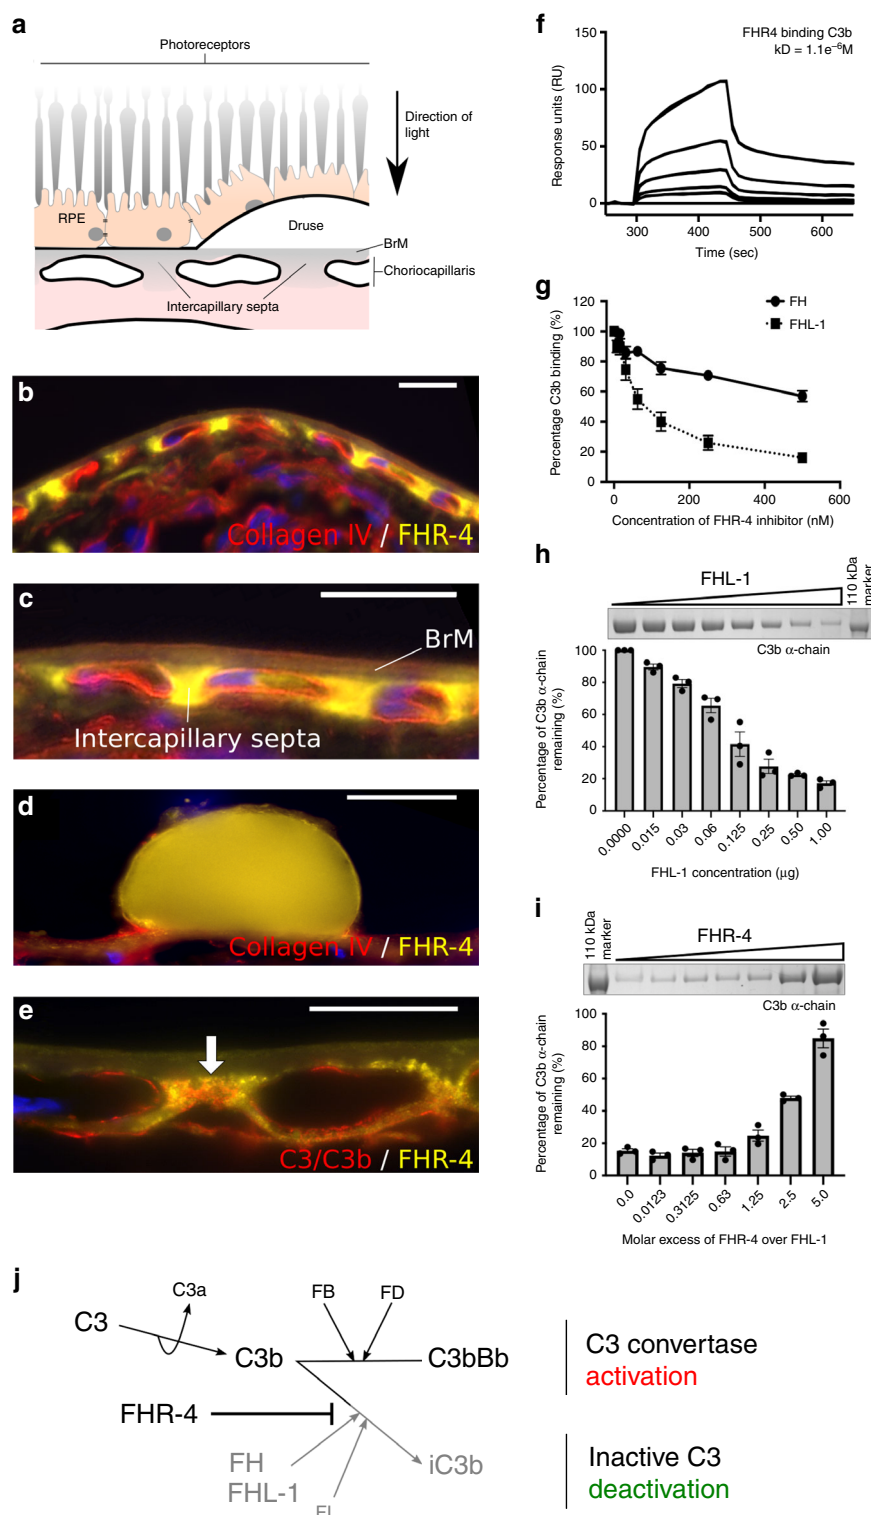 a
Photoreceptors
Direction of
light
RPE
*
*
*
Druse
BrM
Choriocapillaris
Intercapillary septa
b
Collagen IV / FHR-4
c
BrM
Intercapillary septa
d
Collagen IV / FHR-4
e
C3/C3b / FHR-4
f
FHR4 binding C3b
kD = 1.1e⁻⁶M
Response units (RU)
150
100
50
0
300
400
500
600
Time (sec)
g
FH
FHL-1
Percentage C3b binding (%)
120
100
80
60
40
20
0
0
200
400
600
Concentration of FHR-4 inhibitor (nM)
h
FHL-1
110 kDa
marker
C3b α-chain
Percentage of C3b α-chain
remaining (%)
100
80
60
40
20
0
0.0000
0.015
0.03
0.06
0.125
0.25
0.50
1.00
FHL-1 concentration (µg)
i
110 kDa
marker
FHR-4
C3b α-chain
Percentage of C3b α-chain
remaining (%)
100
80
60
40
20
0
0.0
0.0123
0.3125
0.63
1.25
2.5
5.0
Molar excess of FHR-4 over FHL-1
j
C3
C3a
C3b
FB
FD
C3bBb
FHR-4
FH
FHL-1
FI
iC3b
C3 convertase
activation
Inactive C3
deactivation